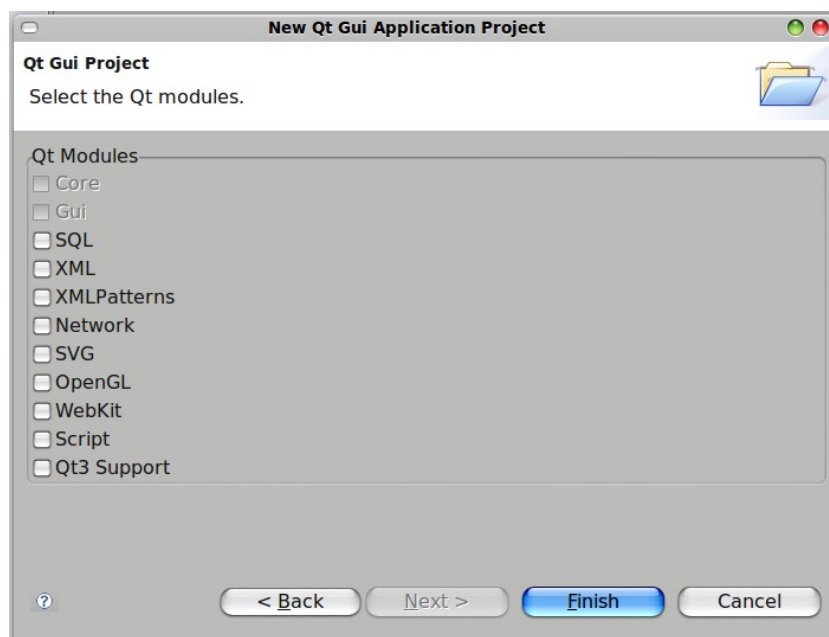 New Qt Gui Application Project
Qt Gui Project
Select the Qt modules.
Qt Modules
Core
Gui
SQL
XML
XMLPatterns
Network
SVG
OpenGL
WebKit
Script
Qt3 Support
? < Back Next > Finish Cancel